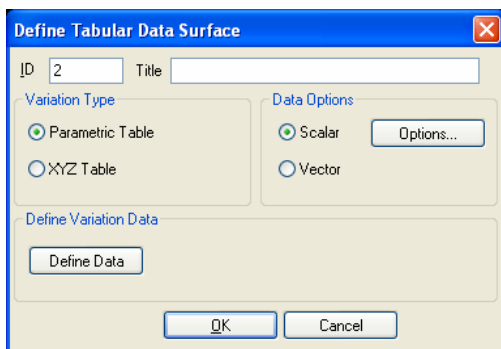 Define Tabular Data Surface
ID 2 Title
Variation Type Data Options
Parametric Table Scalar Options...
XYZ Table Vector
Define Variation Data
Define Data
OK Cancel